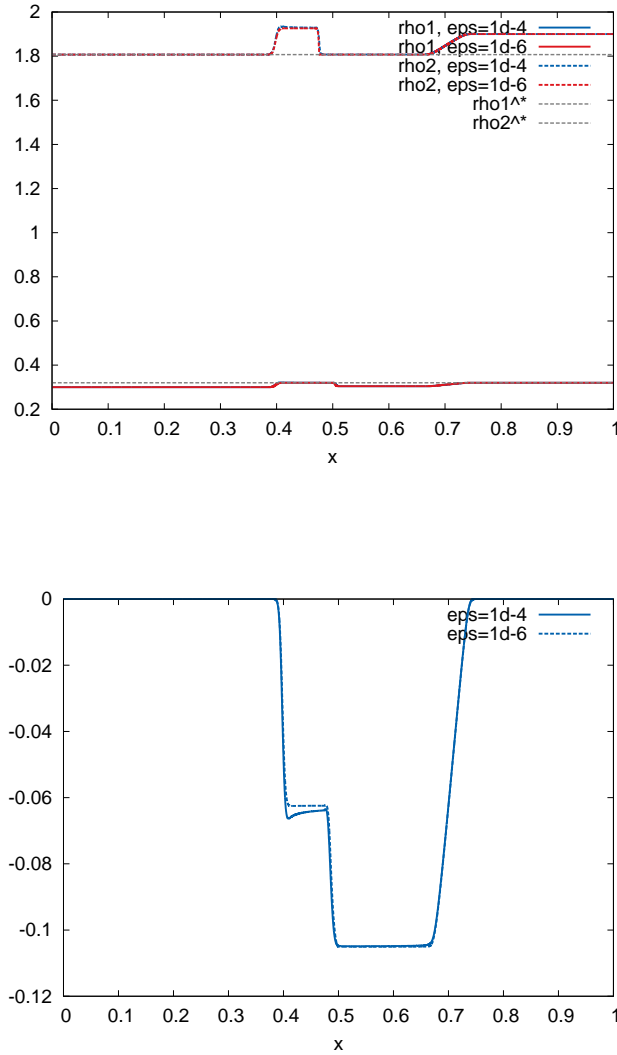 2
1.8
1.6
1.4
1.2
1
0.8
0.6
0.4
0.2
rho1, eps=1d-4
rho1, eps=1d-6
rho2, eps=1d-4
rho2, eps=1d-6
rho1^*
rho2^*
0 0.1 0.2 0.3 0.4 0.5 0.6 0.7 0.8 0.9 1
x
0
-0.02
-0.04
-0.06
-0.08
-0.1
-0.12
eps=1d-4
eps=1d-6
0 0.1 0.2 0.3 0.4 0.5 0.6 0.7 0.8 0.9 1
x